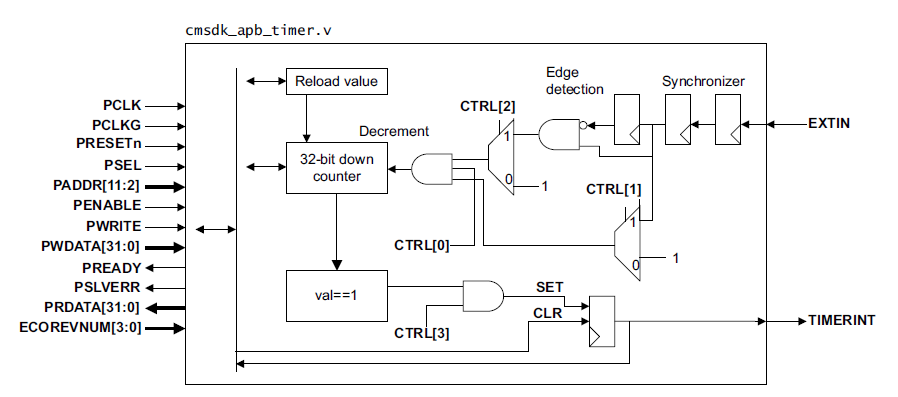 cmsdk_apb_timer.v
PCLK
PCLKG
PRESETn
PSEL
PADDR[11:2]
PENABLE
PWRITE
PWDATA[31:0]
PREADY
PSLVERR
PRDATA[31:0]
ECOREVNUM[3:0]
Reload value
Decrement
32-bit down
counter
val==1
CTRL[0]
CTRL[3]
CTRL[2]
1
0
1
Edge
detection
Synchronizer
CTRL[1]
1
0
1
SET
CLR
EXTIN
TIMERINT